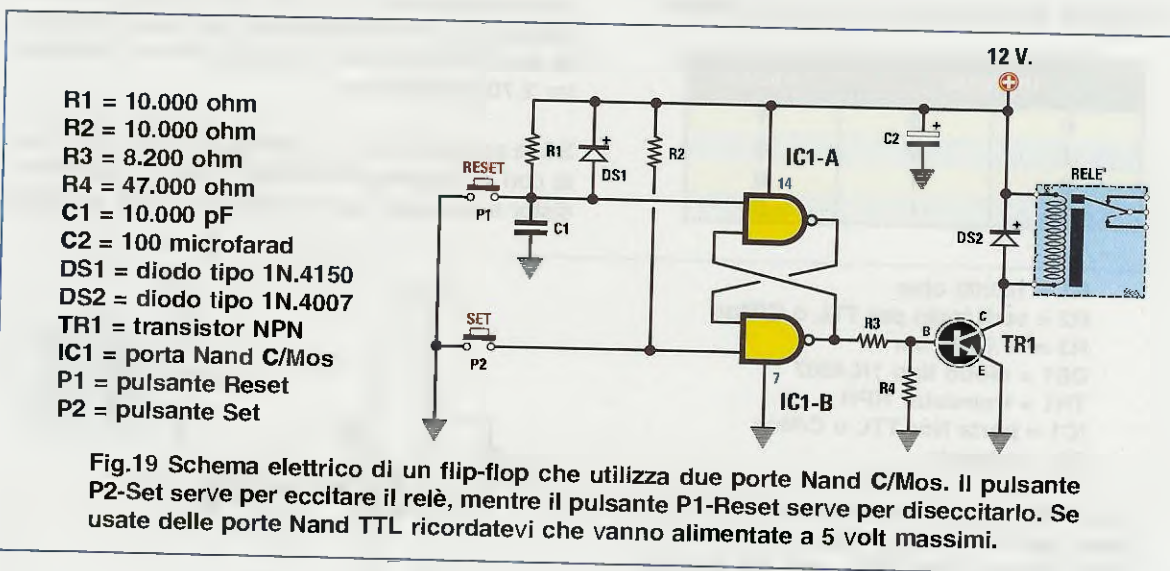 R1 = 10.000 ohm
R2 = 10.000 ohm
R3 = 8.200 ohm
R4 = 47.000 ohm
C1 = 10.000 pF
C2 = 100 microfarad
DS1 = diodo tipo 1N.4150
DS2 = diodo tipo 1N.4007
TR1 = transistor NPN
IC1 = porta Nand C/Mos
P1 = pulsante Reset
P2 = pulsante Set
12 V.
R1
DS1
R2
IC1-A
C2
RELE'
RESET
P1
C1
14
DS2
SET
P2
R3
B
C
E
TR1
7
IC1-B
R4
Fig.19 Schema elettrico di un flip-flop che utilizza due porte Nand C/Mos. il pulsante
P2-Set serve per eccitare il relè, mentre il pulsante P1-Reset serve per diseccitarlo. Se
usate delle porte Nand TTL ricordatevi che vanno alimentate a 5 volt massimi.